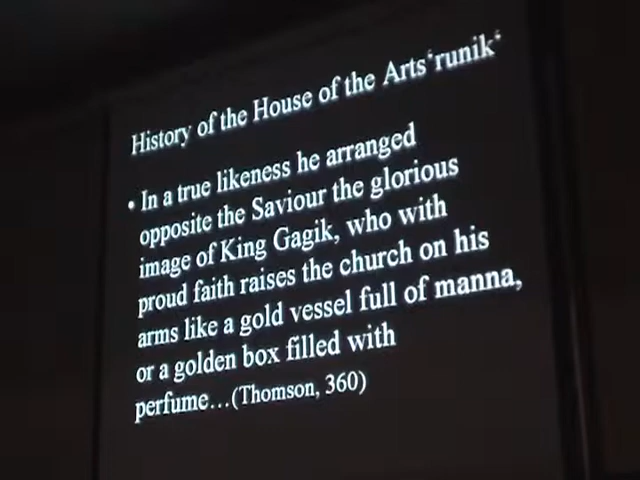 History of the House of the Arts‘runik‘
• In a true likeness he arranged
opposite the Saviour the glorious
image of King Gagik, who with
proud faith raises the church on his
arms like a gold vessel full of manna,
or a golden box filled with
perfume…(Thomson, 360)